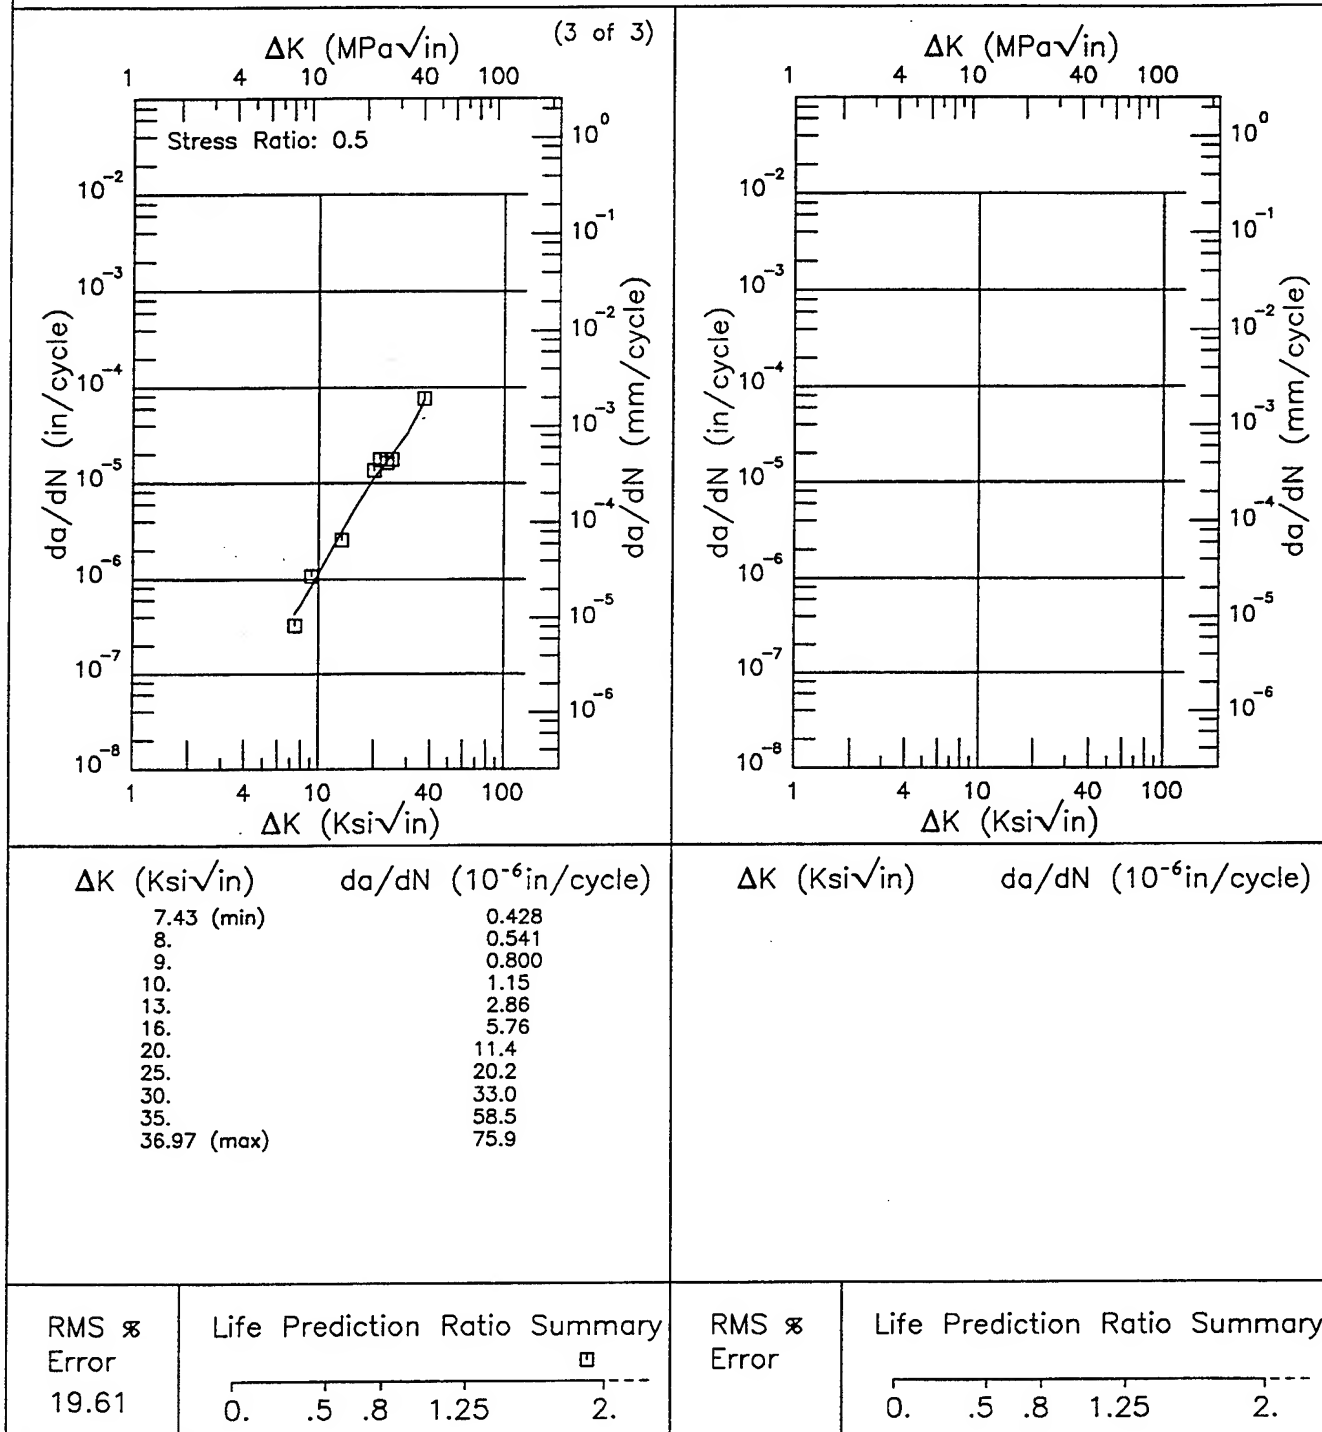 (3 of 3)
ΔK (MPa√in)
1 4 10 40 100
Stress Ratio: 0.5
10⁰
10⁻¹
10⁻²
10⁻³
10⁻⁴
10⁻⁵
10⁻⁶
da/dN (mm/cycle)
10⁻²
10⁻³
10⁻⁴
10⁻⁵
10⁻⁶
10⁻⁷
10⁻⁸
da/dN (in/cycle)
1 4 10 40 100
ΔK (Ksi√in)
ΔK (MPa√in)
1 4 10 40 100
10⁰
10⁻¹
10⁻²
10⁻³
10⁻⁴
10⁻⁵
10⁻⁶
da/dN (mm/cycle)
10⁻²
10⁻³
10⁻⁴
10⁻⁵
10⁻⁶
10⁻⁷
10⁻⁸
da/dN (in/cycle)
1 4 10 40 100
ΔK (Ksi√in)
ΔK (Ksi√in) da/dN (10⁻⁶in/cycle)
7.43 (min) 0.428
8. 0.541
9. 0.800
10. 1.15
13. 2.86
16. 5.76
20. 11.4
25. 20.2
30. 33.0
35. 58.5
36.97 (max) 75.9
ΔK (Ksi√in) da/dN (10⁻⁶in/cycle)
RMS %
Error
19.61
Life Prediction Ratio Summary
0. .5 .8 1.25 2.
RMS %
Error
Life Prediction Ratio Summary
0. .5 .8 1.25 2.